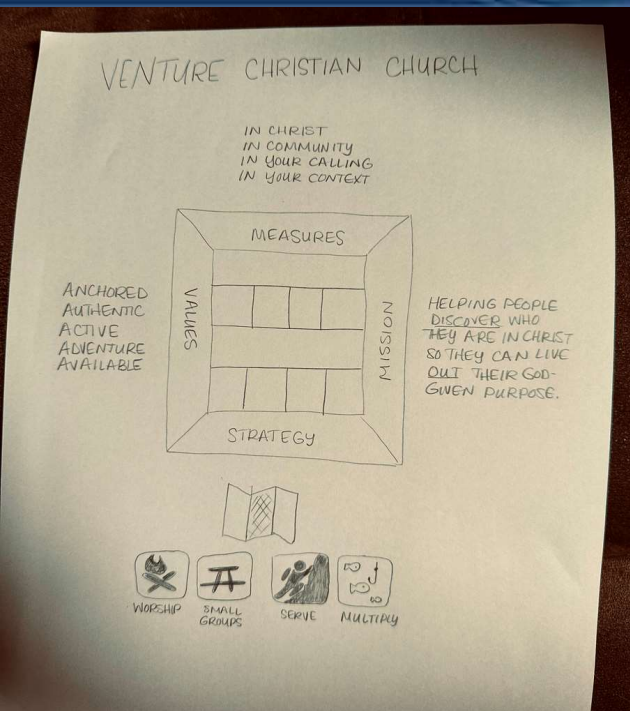 VENTURE CHRISTIAN CHURCH
IN CHRIST
IN COMMUNITY
IN YOUR CALLING
IN YOUR CONTEXT
MEASURES
ANCHORED
AUTHENTIC
ACTIVE
ADVENTURE
AVAILABLE
VALUES
MISSION
HELPING PEOPLE
DISCOVER WHO
THEY ARE IN CHRIST
SO THEY CAN LIVE
OUT THEIR GOD-
GIVEN PURPOSE.
STRATEGY
WORSHIP
SMALL
GROUPS
SERVE
MULTIPLY